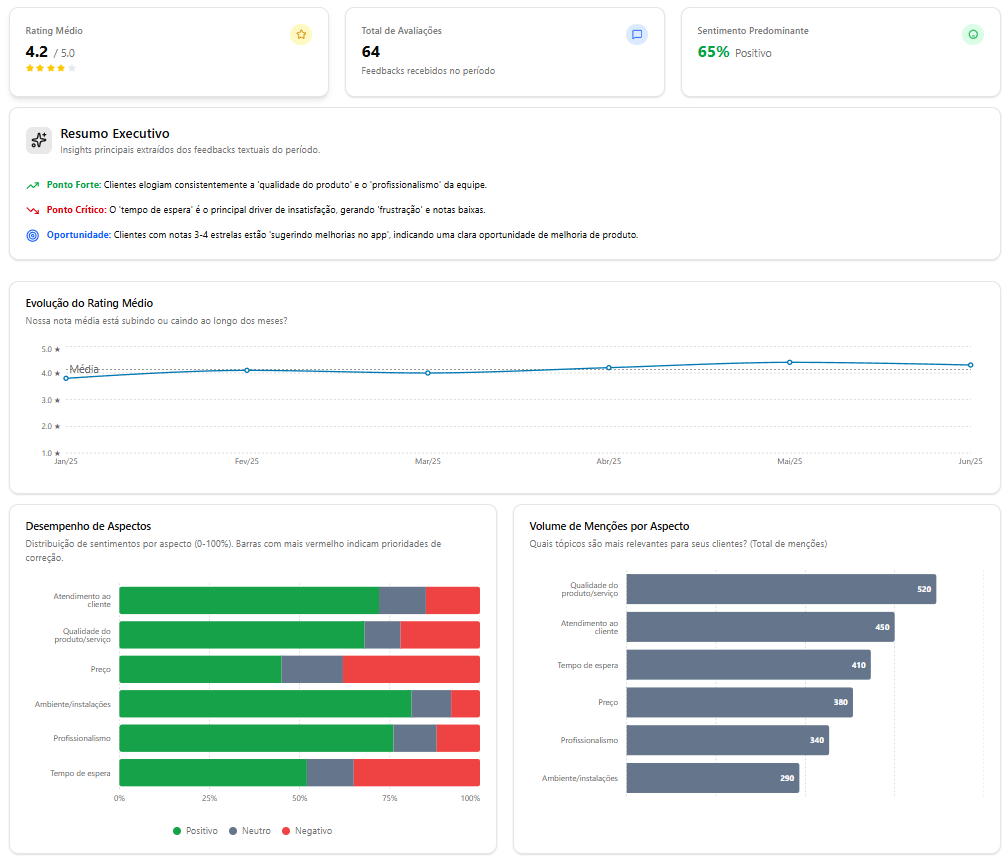 Rating Médio
4.2 / 5.0
Total de Avaliações
64
Feedbacks recebidos no período
Sentimento Predominante
65% Positivo
Resumo Executivo
Insights principais extraídos dos feedbacks textuais do período.
Ponto Forte: Clientes elogiam consistentemente a 'qualidade do produto' e o 'profissionalismo' da equipe.
Ponto Crítico: O 'tempo de espera' é o principal driver de insatisfação, gerando 'frustração' e notas baixas.
Oportunidade: Clientes com notas 3-4 estrelas estão 'sugerindo melhorias no app', indicando uma clara oportunidade de melhoria de produto.
Evolução do Rating Médio
Nossa nota média está subindo ou caindo ao longo dos meses?
5.0 ★
Média
4.0 ★
3.0 ★
2.0 ★
1.0 ★
Jan/25 Fev/25 Mar/25 Abr/25 Mai/25 Jun/25
Desempenho de Aspectos
Distribuição de sentimentos por aspecto (0-100%). Barras com mais vermelho indicam prioridades de
correção.
Atendimento ao
cliente
Qualidade do
produto/serviço
Preço
Ambiente/instalações
Profissionalismo
Tempo de espera
0% 25% 50% 75% 100%
Positivo Neutro Negativo
Volume de Menções por Aspecto
Quais tópicos são mais relevantes para seus clientes? (Total de menções)
Qualidade do
produto/serviço
520
Atendimento ao
cliente
450
Tempo de espera 410
Preço 380
Profissionalismo 340
Ambiente/instalações 290